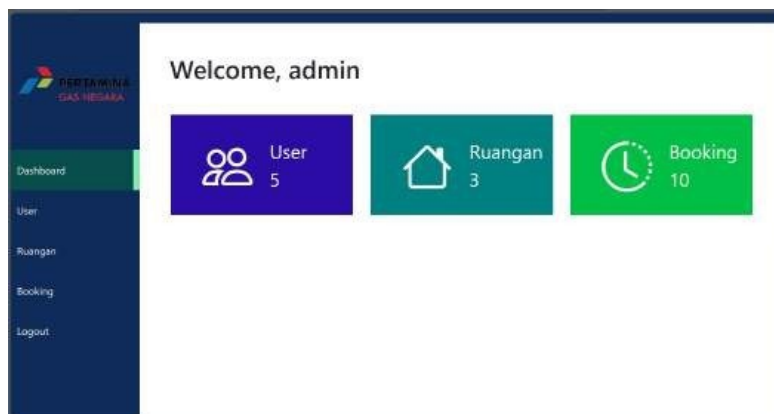 PERTAMINA
GAS NEGARA
Dashboard
User
Ruangan
Booking
Logout
Welcome, admin
User
5
Ruangan
3
Booking
10